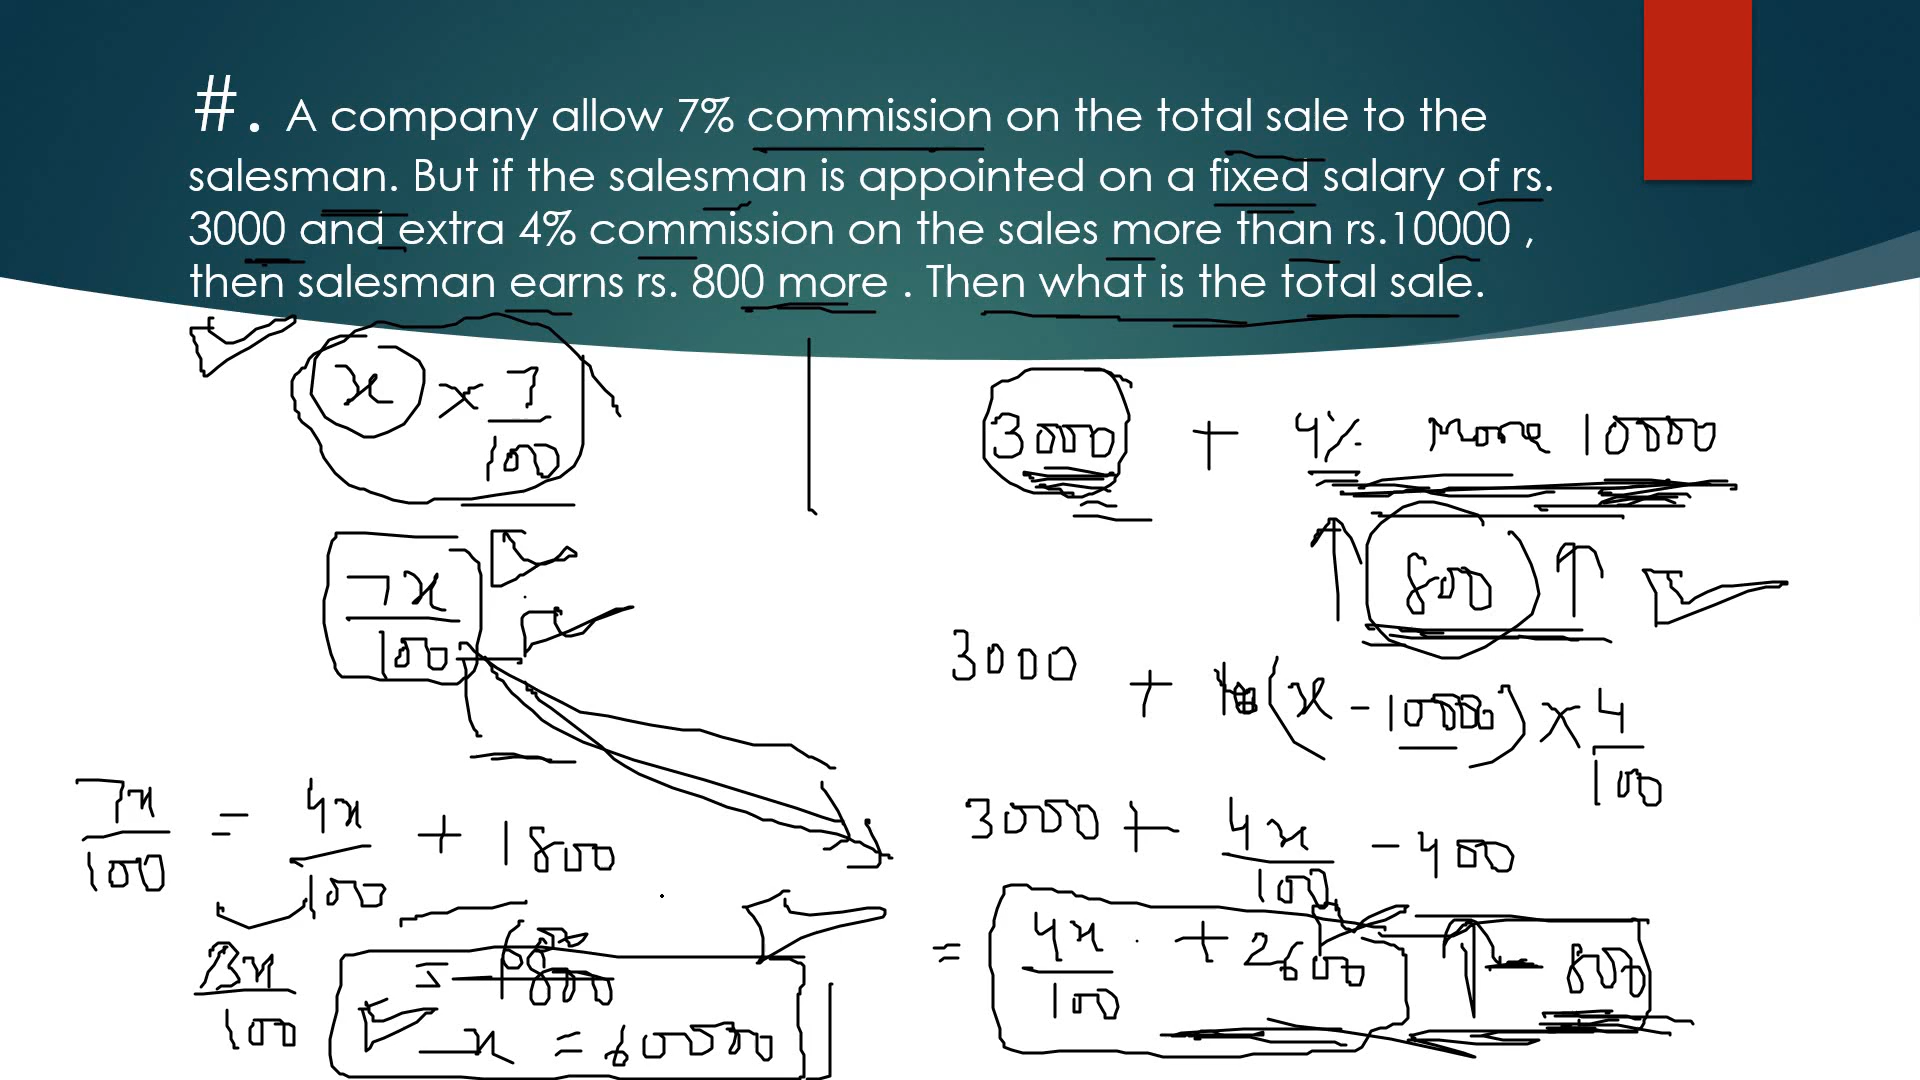 #. A company allow 7% commission on the total sale to the
salesman. But if the salesman is appointed on a fixed salary of rs.
3000 and extra 4% commission on the sales more than rs.10000 ,
then salesman earns rs. 800 more . Then what is the total sale.
x × 7/100
3000 + 4% more 10000
7x/100
800
3000 + (x - 10000) × 4/100
7x/100 = 4x/100 + 1800
3000 + 4x/100 - 400
3x/100 = 1800
= 4x/100 + 2600 - 800
x = 60000